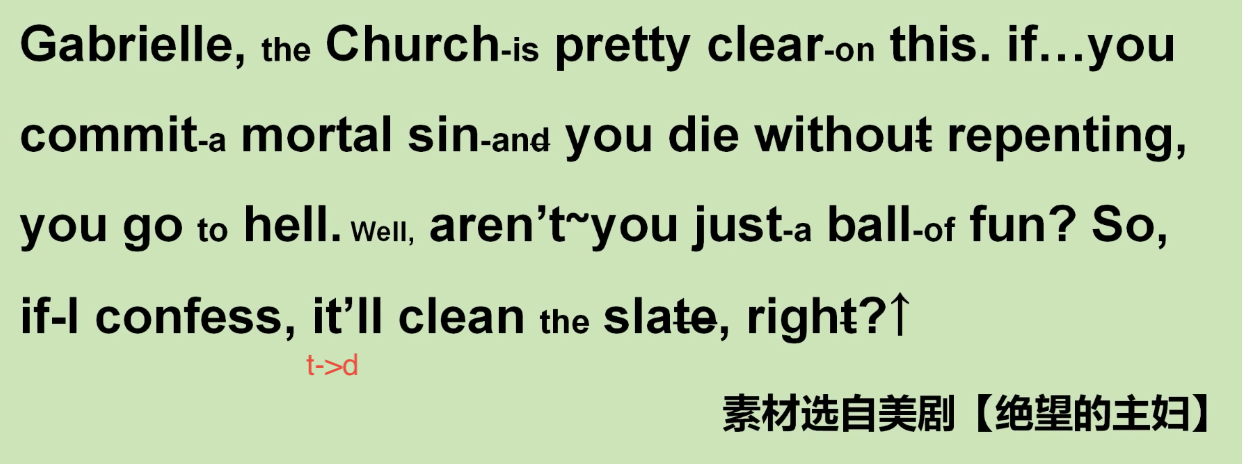 Gabrielle, the Church-is pretty clear-on this. if…you
commit-a mortal sin-and you die without repenting,
you go to hell. Well, aren’t~you just-a ball-of fun? So,
if-I confess, it’ll clean the slate, right?↑
t->d
素材选自美剧【绝望的主妇】